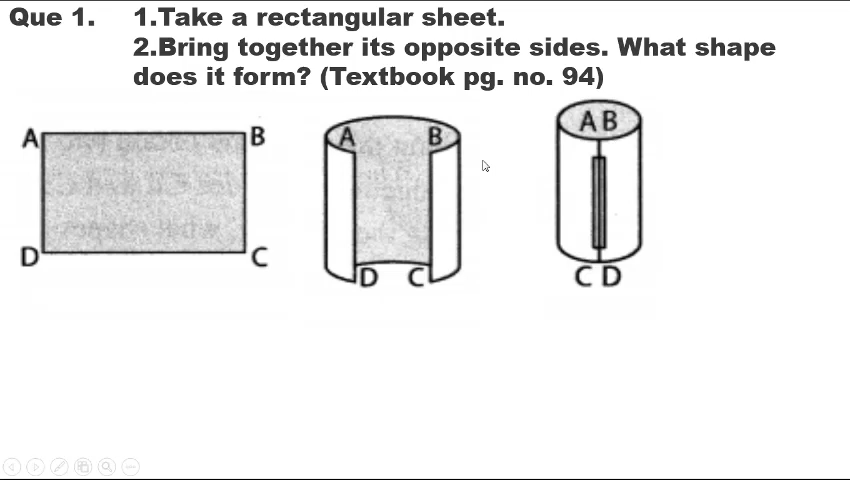 Que 1. 1.Take a rectangular sheet.
2.Bring together its opposite sides. What shape
does it form? (Textbook pg. no. 94)
A B A B A B
D C D C C D